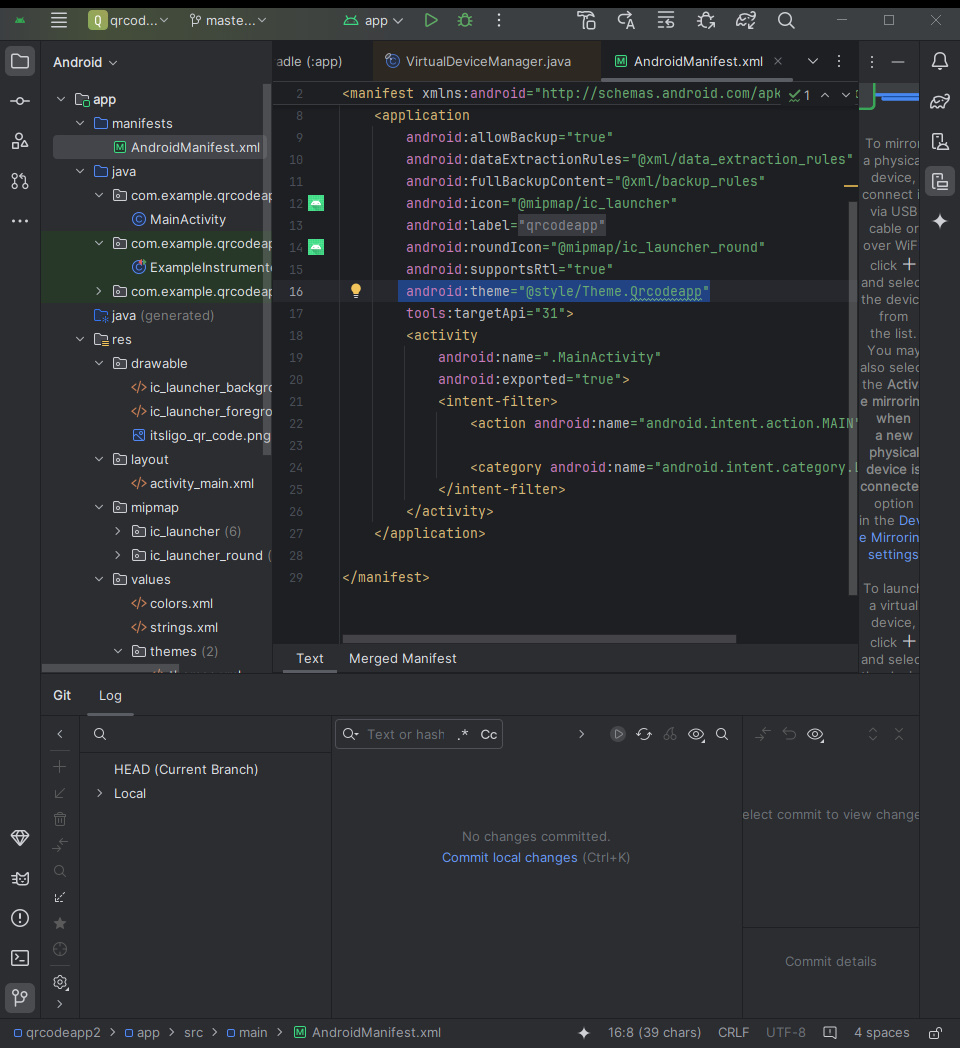 Q qrcod...
maste...
app
Android
adle (:app)
VirtualDeviceManager.java
AndroidManifest.xml
app
manifests
AndroidManifest.xml
java
com.example.qrcodeap
MainActivity
com.example.qrcodeap
ExampleInstrument
com.example.qrcodeap
java (generated)
res
drawable
ic_launcher_backgr
ic_launcher_foregro
itsligo_qr_code.png
layout
activity_main.xml
mipmap
ic_launcher (6)
ic_launcher_round (
values
colors.xml
strings.xml
themes (2)
1
2 <manifest xmlns:android="http://schemas.android.com/apk
8 <application
9 android:allowBackup="true"
10 android:dataExtractionRules="@xml/data_extraction_rules"
11 android:fullBackupContent="@xml/backup_rules"
12 android:icon="@mipmap/ic_launcher"
13 android:label="qrcodeapp"
14 android:roundIcon="@mipmap/ic_launcher_round"
15 android:supportsRtl="true"
16 android:theme="@style/Theme.Qrcodeapp"
17 tools:targetApi="31">
18 <activity
19 android:name=".MainActivity"
20 android:exported="true">
21 <intent-filter>
22 <action android:name="android.intent.action.MAIN"
23
24 <category android:name="android.intent.category.L
25 </intent-filter>
26 </activity>
27 </application>
28
29 </manifest>
To mirror
a physica
device,
connect i
via USB
cable or
over WiF
click +
and selec
the devic
from
the list.
You may
also selec
the Activ
e mirrorin
when
a new
physical
device is
connecte
option
in the Dev
e Mirrorin
settings
To launch
a virtual
device,
click +
and selec
Text
Merged Manifest
Git
Log
HEAD (Current Branch)
Local
Text or hash
.*
Cc
No changes committed.
Commit local changes (Ctrl+K)
elect commit to view change
Commit details
qrcodeapp2 > app > src > main > AndroidManifest.xml
16:8 (39 chars)
CRLF
UTF-8
4 spaces